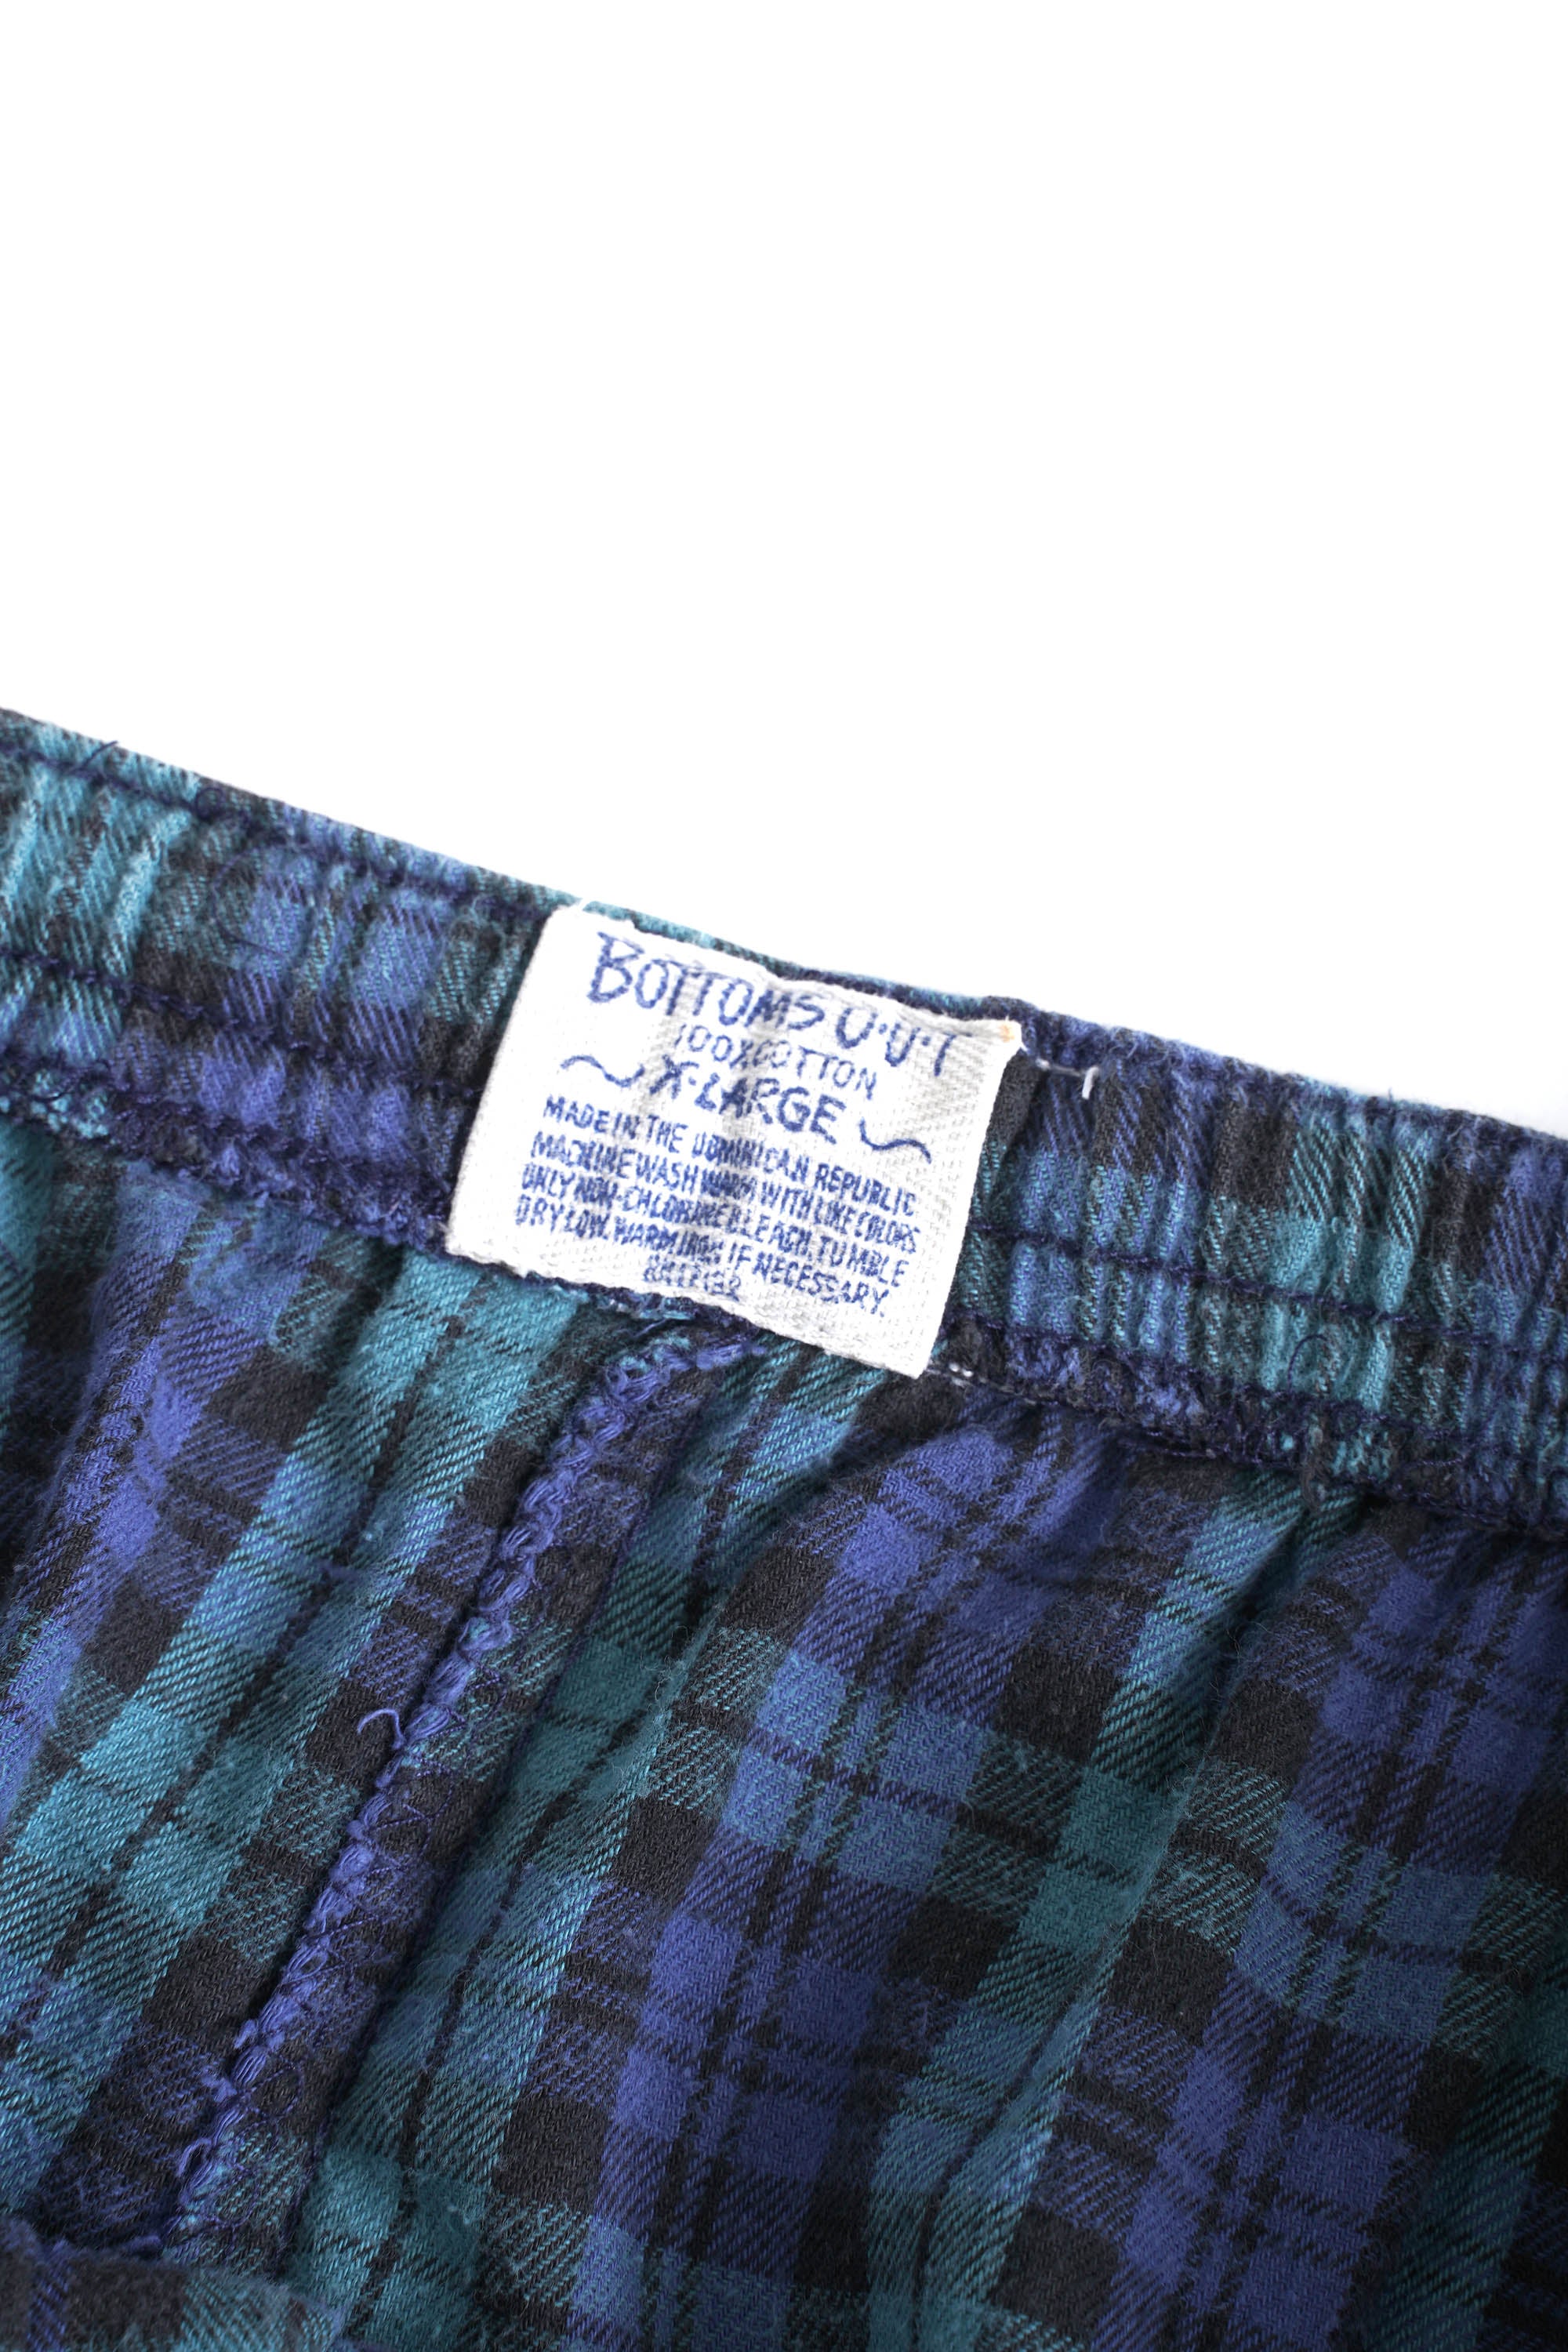 BOTTOMS O·U·T
100% COTTON
X-LARGE
MADE IN THE DOMINICAN REPUBLIC
MACHINE WASH WARM WITH LIKE COLORS
ONLY NON-CHLORINE BLEACH. TUMBLE
DRY LOW. WARM IRON IF NECESSARY.